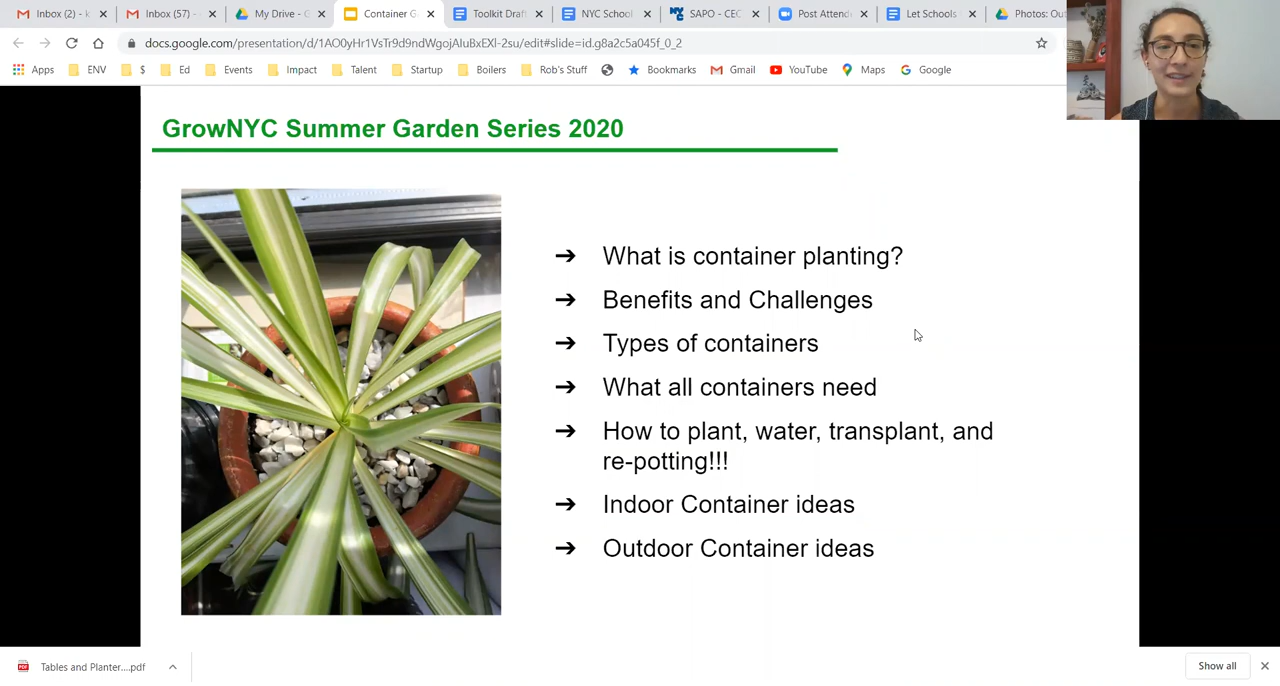 Inbox (2) - k
Inbox (57) -
My Drive - G
Container G
Toolkit Draf
NYC School
SAPO - CEC
Post Attend
Let Schools
Photos: Ou
docs.google.com/presentation/d/1AO0yHr1VsTr9d9ndWgojAIuBxEXl-2su/edit#slide=id.g8a2c5a045f_0_2
Apps
ENV
$
Ed
Events
Impact
Talent
Startup
Boilers
Rob's Stuff
Bookmarks
Gmail
YouTube
Maps
Google
GrowNYC Summer Garden Series 2020
➔ What is container planting?
➔ Benefits and Challenges
➔ Types of containers
➔ What all containers need
➔ How to plant, water, transplant, and
re-potting!!!
➔ Indoor Container ideas
➔ Outdoor Container ideas
Tables and Planter....pdf
Show all